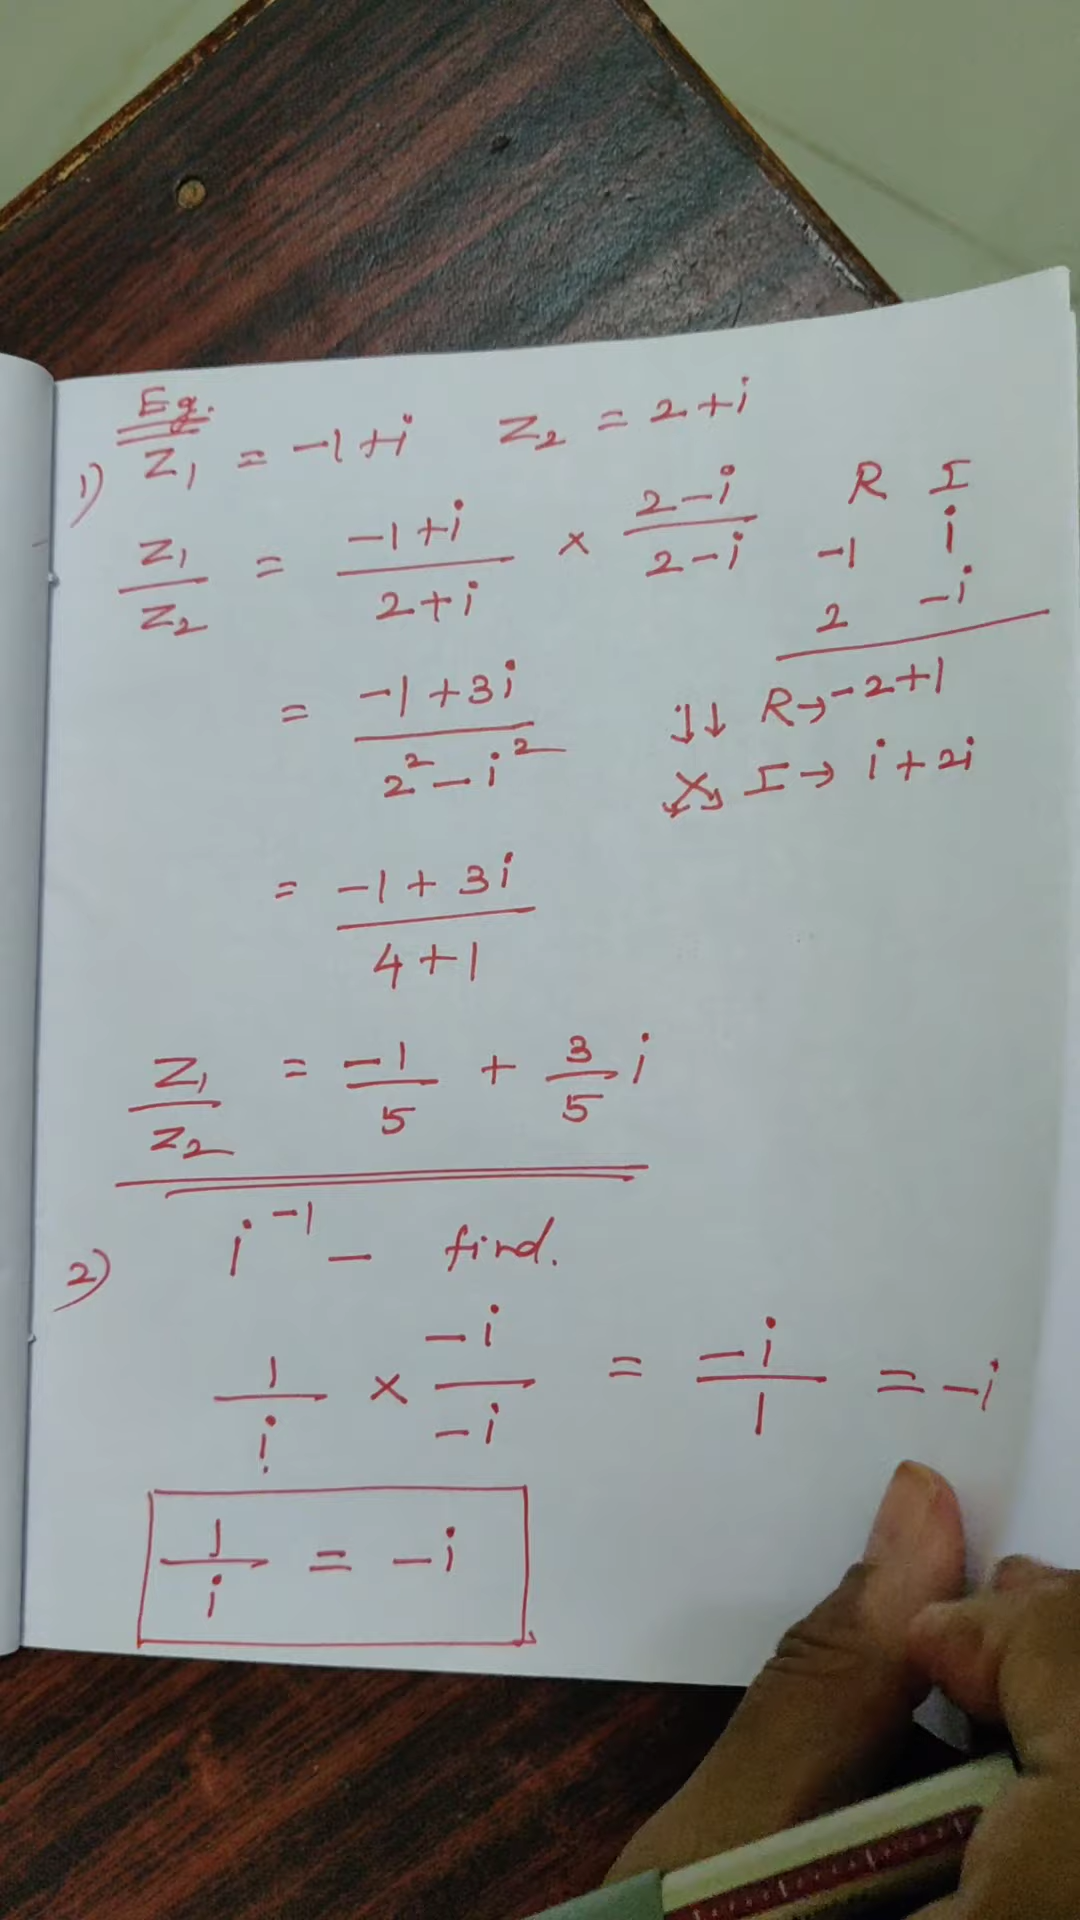 Eg.
1) Z₁ = -1+i Z₂ = 2+i
Z₁/Z₂ = (-1+i)/(2+i) × (2-i)/(2-i)
R I
-1 i
2 -i
= (-1+3i)/(2²-i²)
R→ -2+1
I→ i+2i
= (-1+3i)/(4+1)
Z₁/Z₂ = -1/5 + 3/5 i
2) i⁻¹ - find.
1/i × -i/-i = -i/1 = -i
1/i = -i